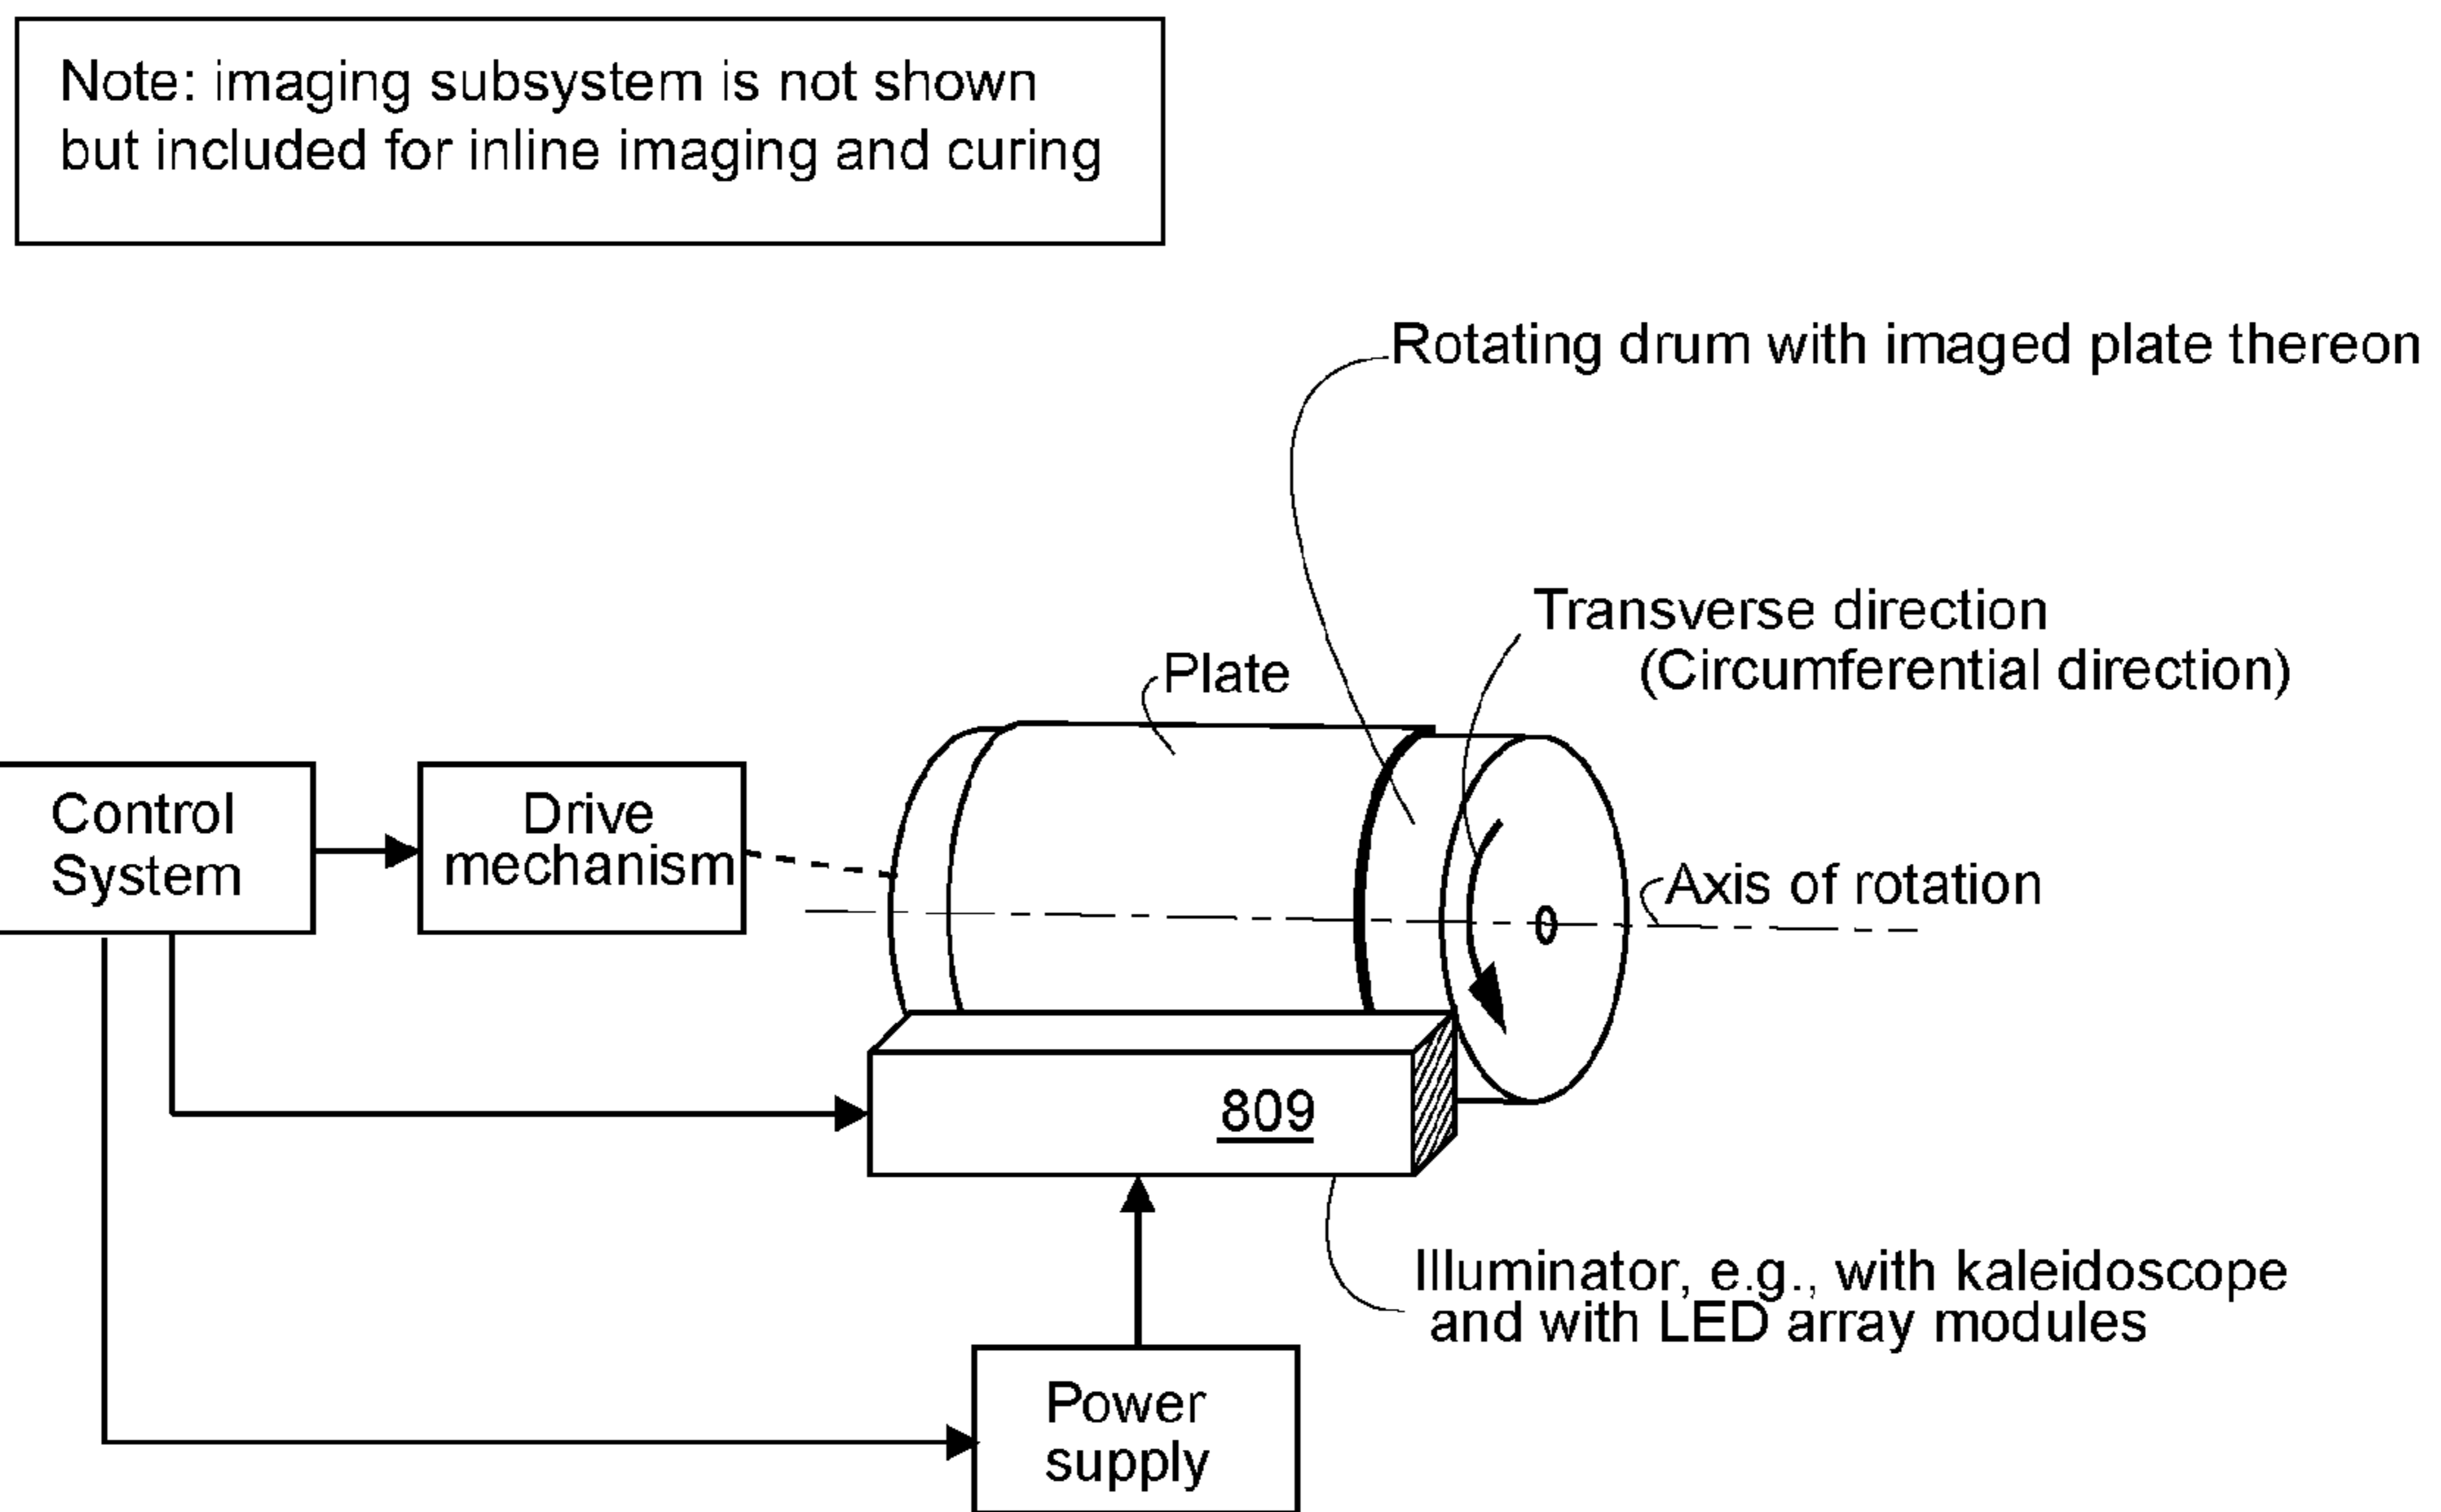 Note: imaging subsystem is not shown
but included for inline imaging and curing
Rotating drum with imaged plate thereon
Transverse direction
(Circumferential direction)
Plate
Control
System
Drive
mechanism
Axis of rotation
809
Illuminator, e.g., with kaleidoscope
and with LED array modules
Power
supply